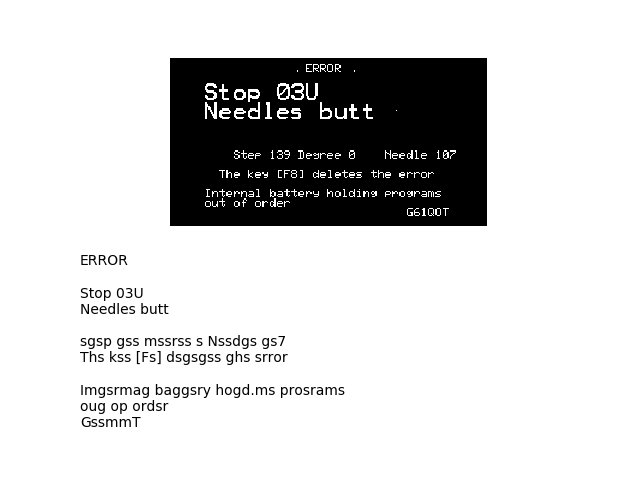 . ERROR .
Stop 03U
Needles butt
Step 139 Degree 0 Needle 107
The key [F8] deletes the error
Internal battery holding programs
out of order
G61Q0T
ERROR
Stop 03U
Needles butt
sgsp gss mssrss s Nssdgs gs7
Ths kss [Fs] dsgsgss ghs srror
Imgsrmag baggsry hogd.ms prosrams
oug op ordsr
GssmmT